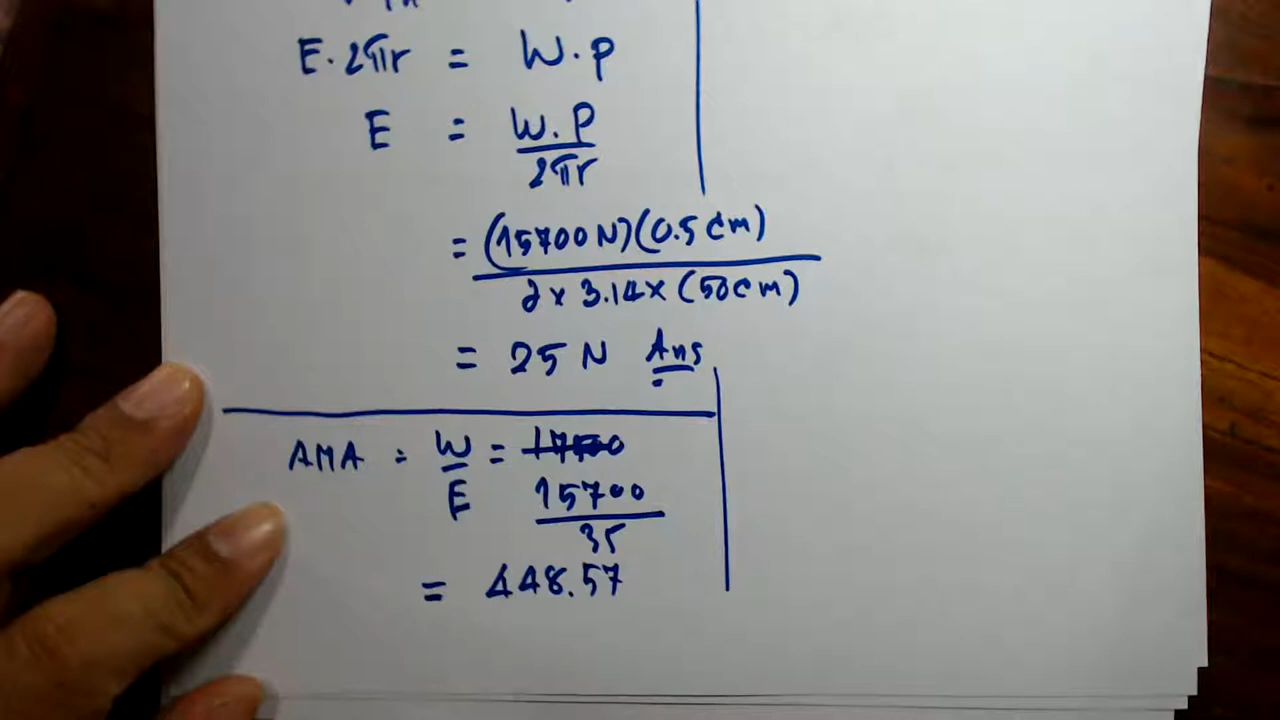 E. 2πr = W. P
E = W. P
2πr
= (15700 N)(0.5 cm)
2 x 3.14 x (50 cm)
= 25 N Ans
AMA = W =
E 15700
35
= 448.57